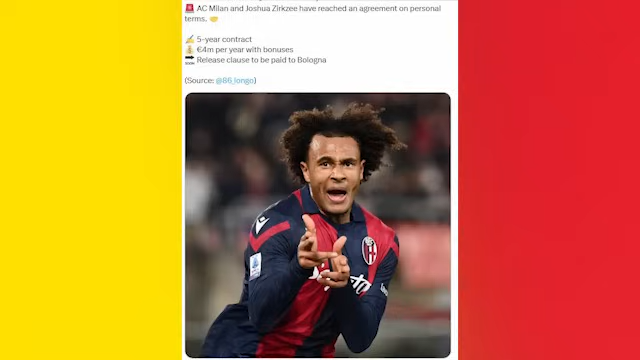 🚨 AC Milan and Joshua Zirkzee have reached an agreement on personal
terms. 🤝
✍️ 5-year contract
💰 €4m per year with bonuses
🔜 Release clause to be paid to Bologna
(Source: @86_longo)